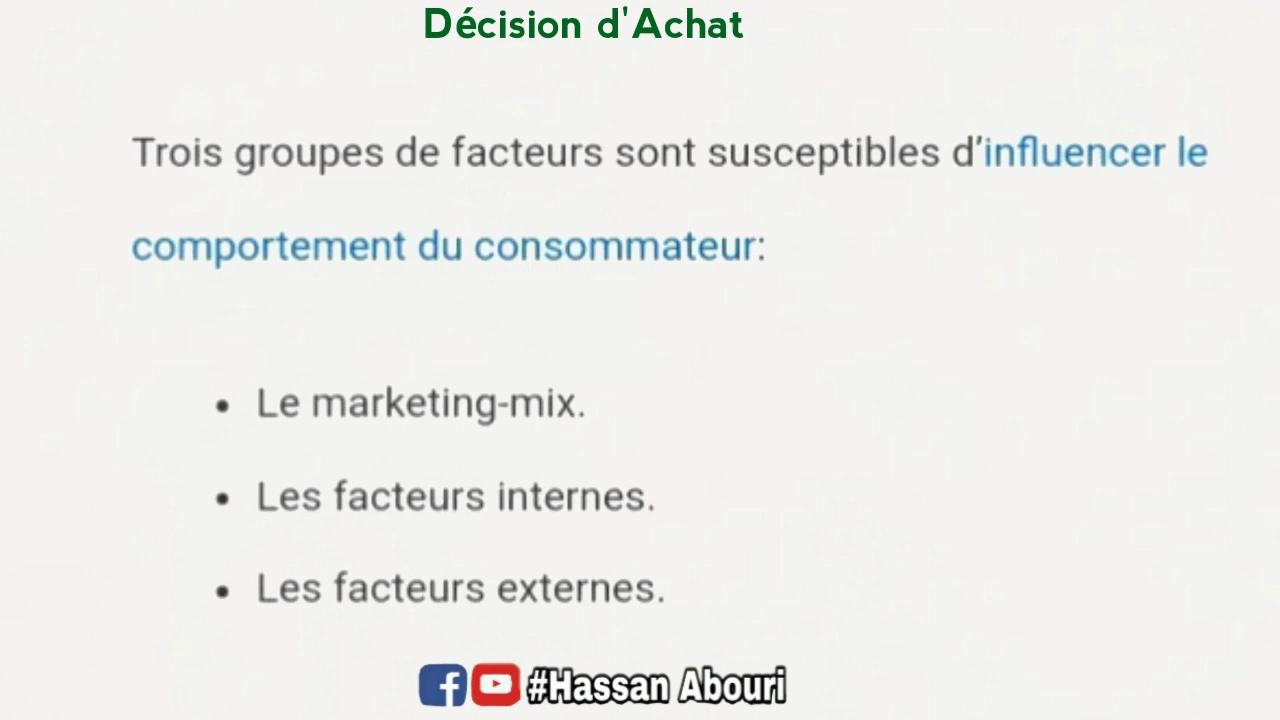 Décision d'Achat
Trois groupes de facteurs sont susceptibles d’influencer le
comportement du consommateur:
• Le marketing-mix.
• Les facteurs internes.
• Les facteurs externes.
#Hassan Abouri